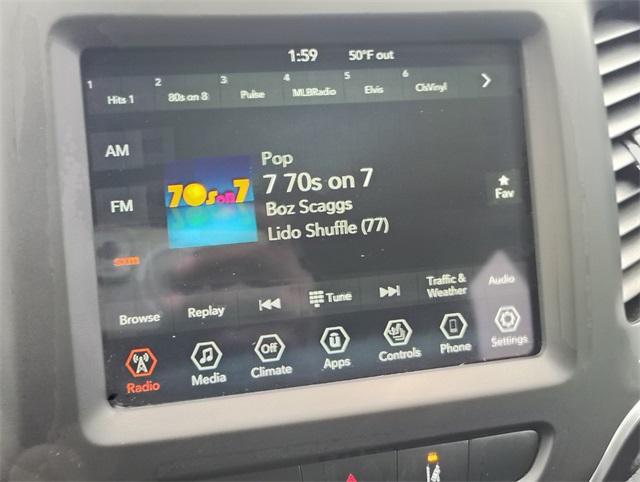 1:59 50°F out
1 2 3 4 5 6
Hits 1 80s on 8 Pulse MLBRadio Elvis ClsVinyl
AM
Pop
70s on 7
7 70s on 7
FM
Fav
Boz Scaggs
Lido Shuffle (77)
sxm
Browse Replay Tune Traffic & Weather Audio
Radio Media Off Climate u Apps Controls Phone Settings